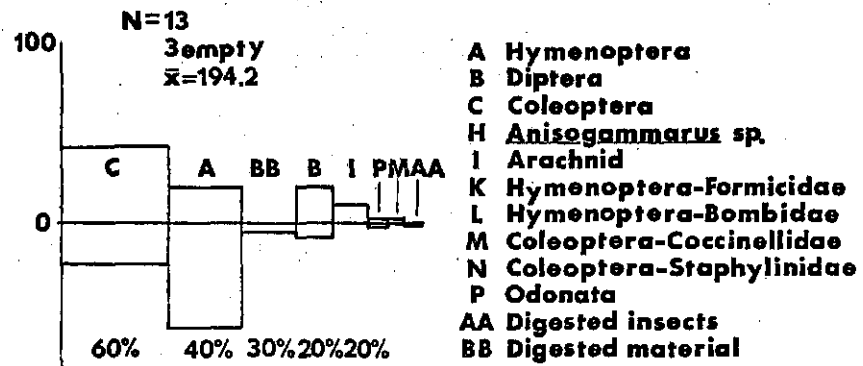 N=13
100
3empty
x̄=194.2
C A BB B I P M AA
0
60% 40% 30% 20% 20%
A Hymenoptera
B Diptera
C Coleoptera
H Anisogammarus sp.
I Arachnid
K Hymenoptera-Formicidae
L Hymenoptera-Bombidae
M Coleoptera-Coccinellidae
N Coleoptera-Staphylinidae
P Odonata
AA Digested insects
BB Digested material